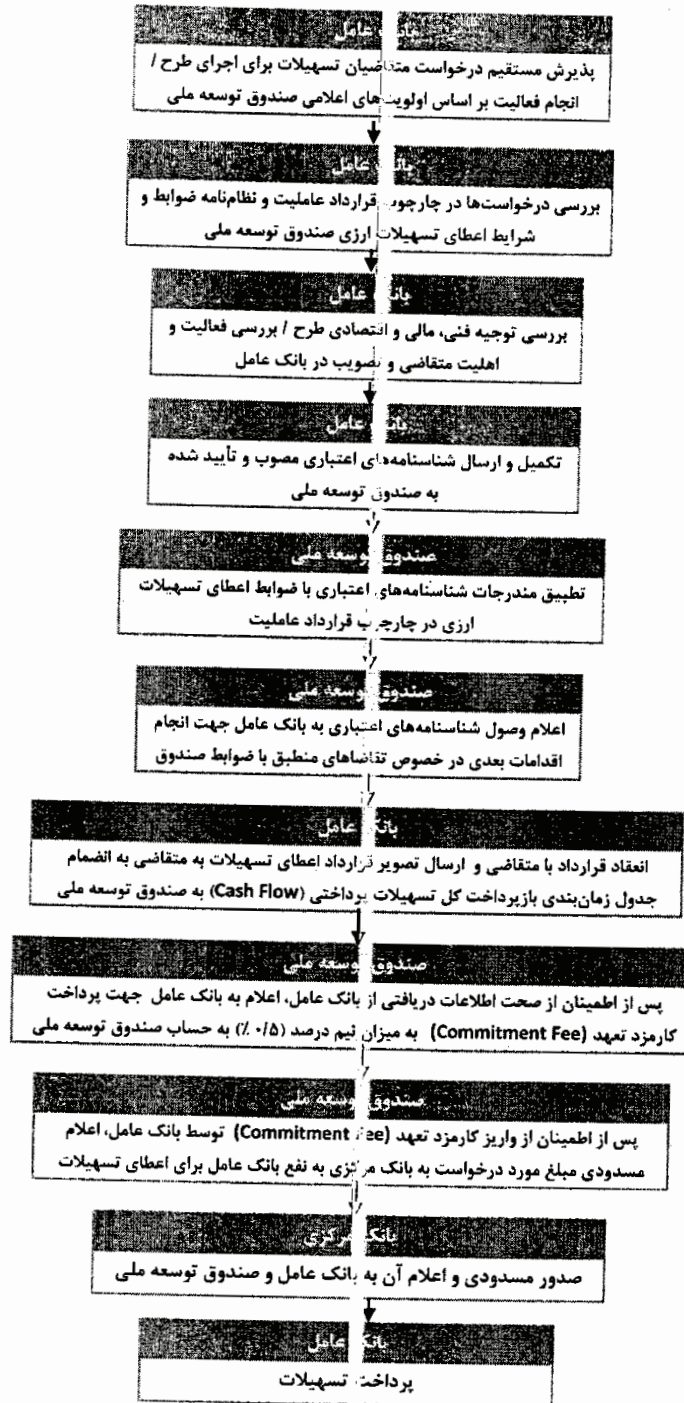 بانک عامل
پذیرش مستقیم درخواست متقاضیان تسهیلات برای اجرای طرح /
انجام فعالیت بر اساس اولویت‌های اعلامی صندوق توسعه ملی
بانک عامل
بررسی درخواست‌ها در چارچوب قرارداد عاملیت و نظام‌نامه ضوابط و
شرایط اعطای تسهیلات ارزی صندوق توسعه ملی
بانک عامل
بررسی توجیه فنی، مالی و اقتصادی طرح / بررسی فعالیت و
اهلیت متقاضی و تصویب در بانک عامل
بانک عامل
تکمیل و ارسال شناسنامه‌های اعتباری مصوب و تأیید شده
به صندوق توسعه ملی
صندوق توسعه ملی
تطبیق مندرجات شناسنامه‌های اعتباری با ضوابط اعطای تسهیلات
ارزی در چارچوب قرارداد عاملیت
صندوق توسعه ملی
اعلام وصول شناسنامه‌های اعتباری به بانک عامل جهت انجام
اقدامات بعدی در خصوص تقاضاهای منطبق با ضوابط صندوق
بانک عامل
انعقاد قرارداد با متقاضی و ارسال تصویر قرارداد اعطای تسهیلات به متقاضی به انضمام
جدول زمان‌بندی بازپرداخت کل تسهیلات پرداختی (Cash Flow) به صندوق توسعه ملی
صندوق توسعه ملی
پس از اطمینان از صحت اطلاعات دریافتی از بانک عامل، اعلام به بانک عامل جهت پرداخت
کارمزد تعهد (Commitment Fee) به میزان نیم درصد (۰/۵ ٪) به حساب صندوق توسعه ملی
صندوق توسعه ملی
پس از اطمینان از واریز کارمزد تعهد (Commitment Fee) توسط بانک عامل، اعلام
مسدودی مبلغ مورد درخواست به بانک مرکزی به نفع بانک عامل برای اعطای تسهیلات
بانک مرکزی
صدور مسدودی و اعلام آن به بانک عامل و صندوق توسعه ملی
بانک عامل
پرداخت تسهیلات